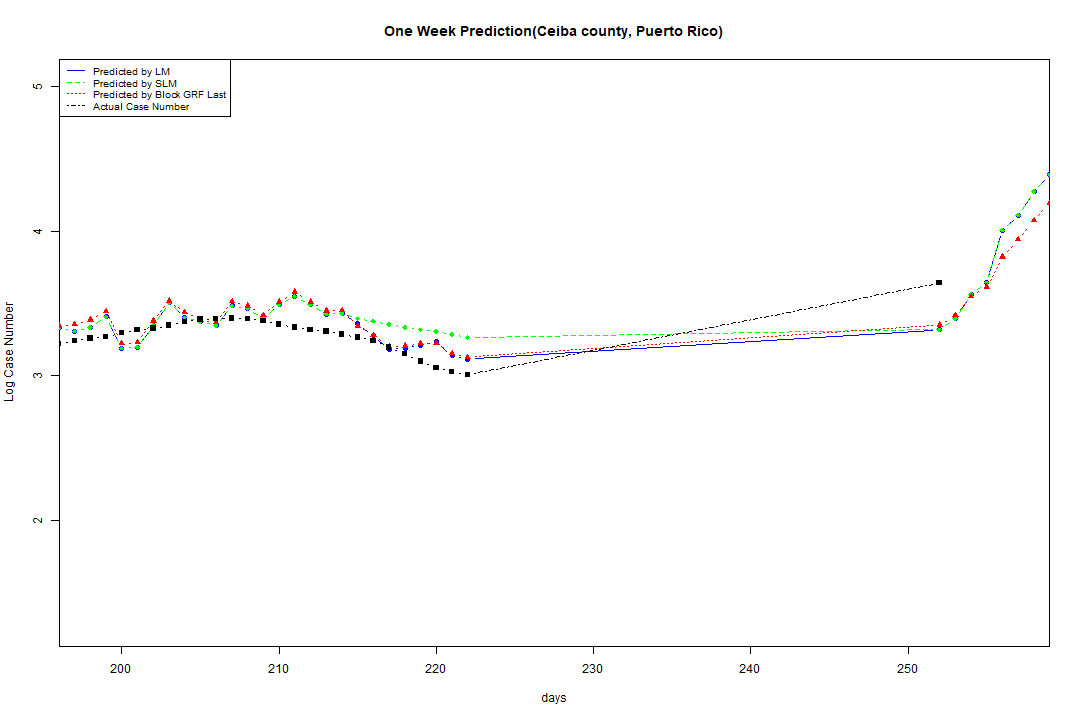 One Week Prediction(Ceiba county, Puerto Rico)
Predicted by LM
Predicted by SLM
Predicted by Block GRF Last
Actual Case Number
5
4
3
2
Log Case Number
200 210 220 230 240 250
days